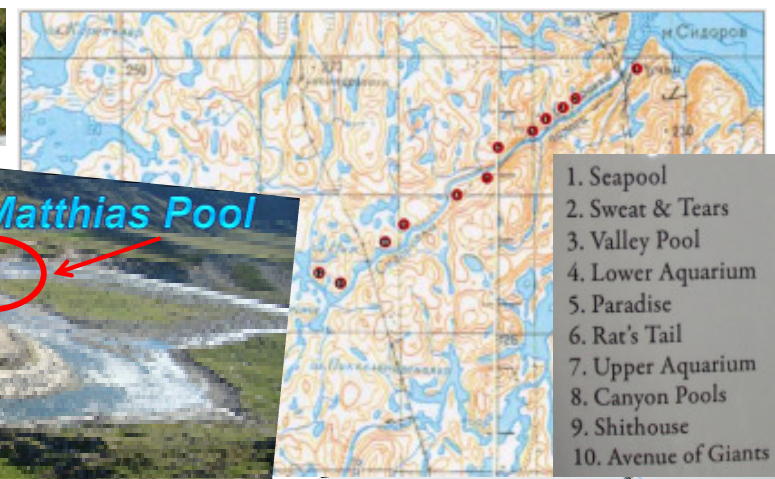 м.Сидоров
250
230
Matthias Pool
1. Seapool
2. Sweat & Tears
3. Valley Pool
4. Lower Aquarium
5. Paradise
6. Rat's Tail
7. Upper Aquarium
8. Canyon Pools
9. Shithouse
10. Avenue of Giants